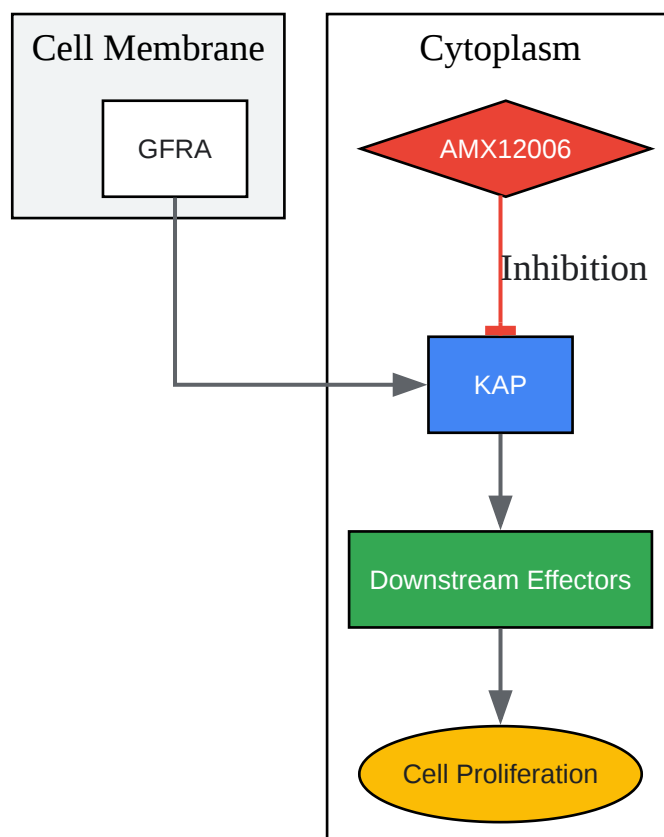 Cell Membrane
GFRA
Cytoplasm
AMX12006
Inhibition
KAP
Downstream Effectors
Cell Proliferation